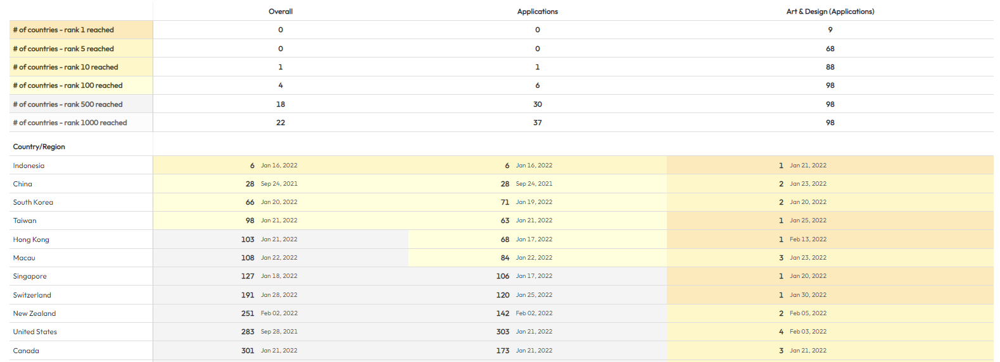 Overall Applications Art & Design (Applications)
# of countries - rank 1 reached 0 0 9
# of countries - rank 5 reached 0 0 68
# of countries - rank 10 reached 1 1 88
# of countries - rank 100 reached 4 6 98
# of countries - rank 500 reached 18 30 98
# of countries - rank 1000 reached 22 37 98
Country/Region
Indonesia 6 Jan 16, 2022 6 Jan 16, 2022 1 Jan 21, 2022
China 28 Sep 24, 2021 28 Sep 24, 2021 2 Jan 23, 2022
South Korea 66 Jan 20, 2022 71 Jan 19, 2022 2 Jan 20, 2022
Taiwan 98 Jan 21, 2022 63 Jan 21, 2022 1 Jan 25, 2022
Hong Kong 103 Jan 21, 2022 68 Jan 17, 2022 1 Feb 13, 2022
Macau 108 Jan 22, 2022 84 Jan 22, 2022 3 Jan 23, 2022
Singapore 127 Jan 18, 2022 106 Jan 17, 2022 1 Jan 20, 2022
Switzerland 191 Jan 28, 2022 120 Jan 25, 2022 1 Jan 30, 2022
New Zealand 251 Feb 02, 2022 142 Feb 02, 2022 2 Feb 05, 2022
United States 283 Sep 28, 2021 303 Jan 21, 2022 4 Feb 03, 2022
Canada 301 Jan 21, 2022 173 Jan 21, 2022 3 Jan 21, 2022